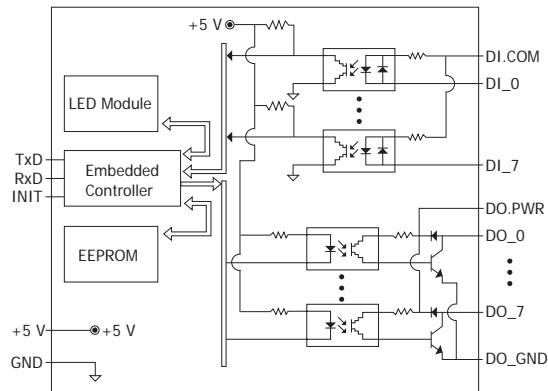 +5 V
DI.COM
DI_0
LED Module
TxD
RxD
INIT
Embedded
Controller
DI_7
DO.PWR
DO_0
EEPROM
DO_7
+5 V
+5 V
GND
DO_GND